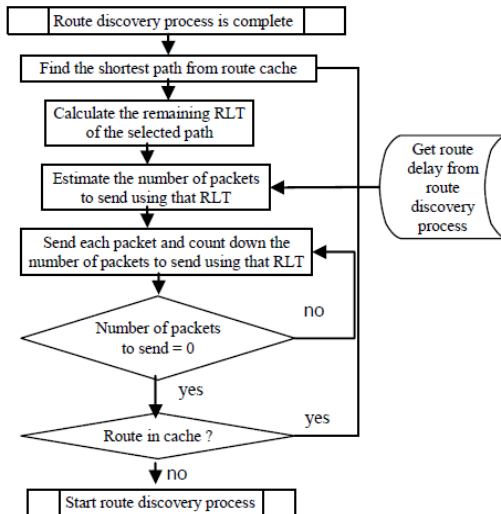 Route discovery process is complete
Find the shortest path from route cache
Calculate the remaining RLT
of the selected path
Get route
delay from
route
discovery
process
Estimate the number of packets
to send using that RLT
Send each packet and count down the
number of packets to send using that RLT
Number of packets
to send = 0
no
yes
Route in cache ?
yes
no
Start route discovery process